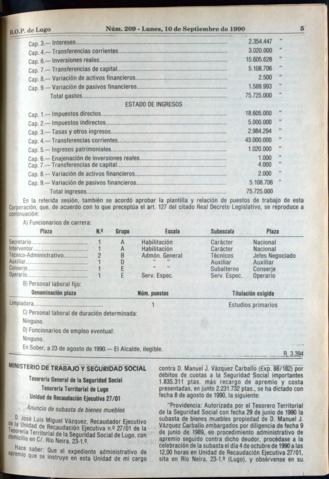 B.O.P. de Lugo Núm. 209 - Lunes, 10 de Septiembre de 1990 5
Cap. 3.— Intereses 2.354.447 "
Cap. 4.— Transferencias corrientes 3.020.000 "
Cap. 6.— Inversiones reales 15.605.628 "
Cap. 7.— Transferencias de capital 5.108.706 "
Cap. 8.— Variación de activos financieros 2.500 "
Cap. 9.— Variación de pasivos financieros 1.589.993 "
Total gastos 75.725.000 "
ESTADO DE INGRESOS
Cap. 1.— Impuestos directos 18.605.000 "
Cap. 2.— Impuestos indirectos 5.000.000 "
Cap. 3.— Tasas y otros ingresos 2.984.294 "
Cap. 4.— Transferencias corrientes 43.000.000 "
Cap. 5.— Ingresos patrimoniales 1.020.000 "
Cap. 6.— Enajenación de inversiones reales 1.000 "
Cap. 7.— Transferencias de capital 4.000 "
Cap. 8.— Variación de activos financieros "
Cap. 9.— Variación de pasivos financieros 5.108.706 "
Total ingresos 75.725.000 "
En la referida sesión, también se acordó aprobar la plantilla y relación de puestos de trabajo de esta
Corporación, que, de acuerdo con lo que preceptúa el art. 127 del citado Real Decreto Legislativo, se reproduce a
continuación:
A) Funcionarios de carrera:
Plaza N.º Grupo Escala Subescala Plaza
Secretario 1 A Habilitación Carácter Nacional
Interventor 1 A Habilitación Carácter Nacional
Técnico-Administrativo 2 B Admón. General Técnicos Jefes Negociado
Auxiliar 1 D " " Auxiliar Auxiliar
Conserje 1 E " " Subalterno Conserje
Operario 1 E Serv. Espec. Serv. Espec. Operario
B) Personal laboral fijo:
Denominación plaza Núm. puestos Titulación exigida
Limpiadora 1 Estudios primarios
C) Personal laboral de duración determinada:
Ninguno.
D) Funcionarios de empleo eventual:
Ninguno.
En Sober, a 23 de agosto de 1990.— El Alcalde, ilegible.
R. 3.394
MINISTERIO DE TRABAJO Y SEGURIDAD SOCIAL
Tesorería General de la Seguridad Social
Tesorería Territorial de Lugo
Unidad de Recaudación Ejecutiva 27/01
Anuncio de subasta de bienes muebles
D. José Luis Miguel Vázquez, Recaudador Ejecutivo
de la Unidad de Recaudación Ejecutiva n.º 27/01 de la
Tesorería Territorial de la Seguridad Social de Lugo, con
domicilio en C/. Río Neira, 23-1.º.
Hace saber: Que el expediente administrativo de
apremio que se instruye en esta Unidad de mi cargo
contra D. Manuel J. Vázquez Carballo (Exp. 88/182) por
débitos de cuotas a la Seguridad Social importantes
1.835.311 ptas. más recargo de apremio y costa
presentadas, en junto 2.231.732 ptas., se ha dictado con
fecha 8 de agosto de 1990, la siguiente:
"Providencia: Autorizada por el Tesorero Territorial
de la Seguridad Social con fecha 29 de junio de 1990 la
subasta de bienes muebles propiedad de D. Manuel J.
Vázquez Carballo embargados por diligencia de fecha 9
de junio de 1989, en procedimiento administrativo de
apremio seguido contra dicho deudor, procédase a la
celebración de la subasta el día 4 de octubre de 1990 a las
12,00 horas en Unidad de Recaudación Ejecutiva 27/01,
sita en Río Neira, 23-1.º (Lugo), y obsérvense en su